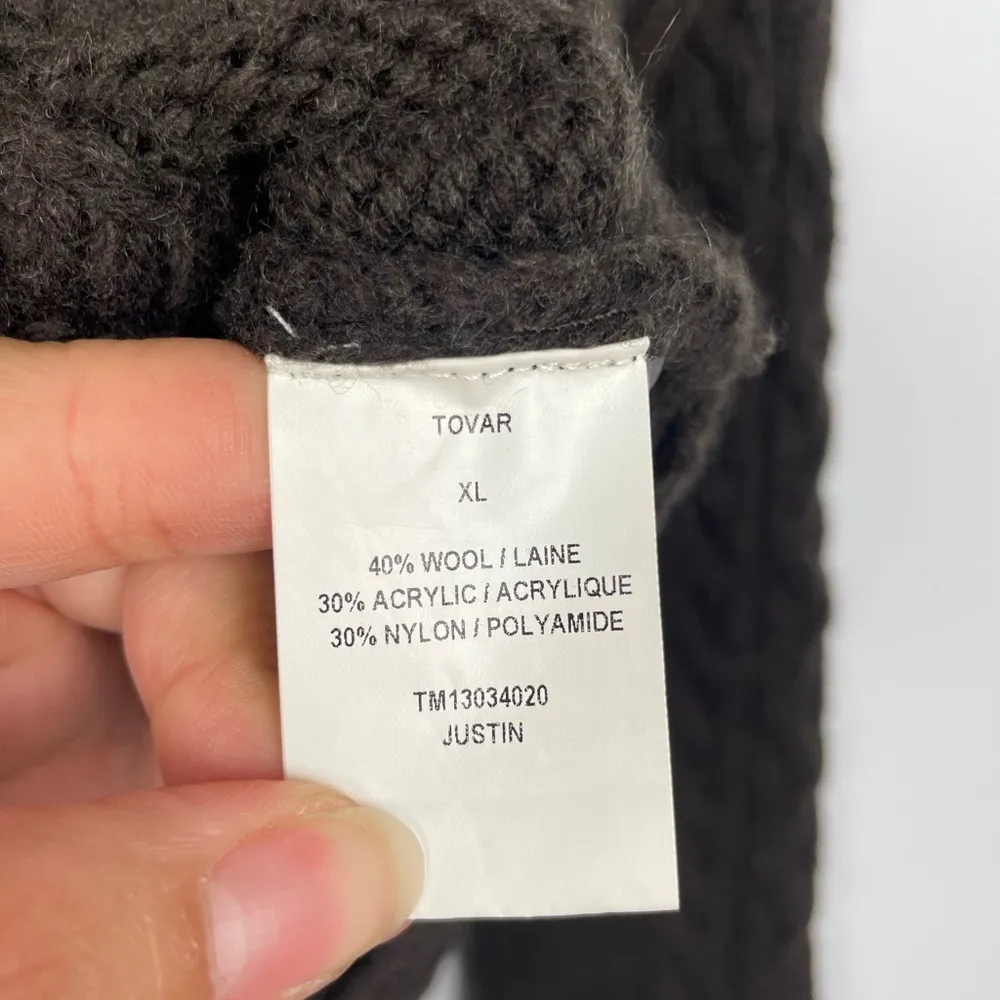 TOVAR
XL
40% WOOL / LAINE
30% ACRYLIC / ACRYLIQUE
30% NYLON / POLYAMIDE
TM13034020
JUSTIN